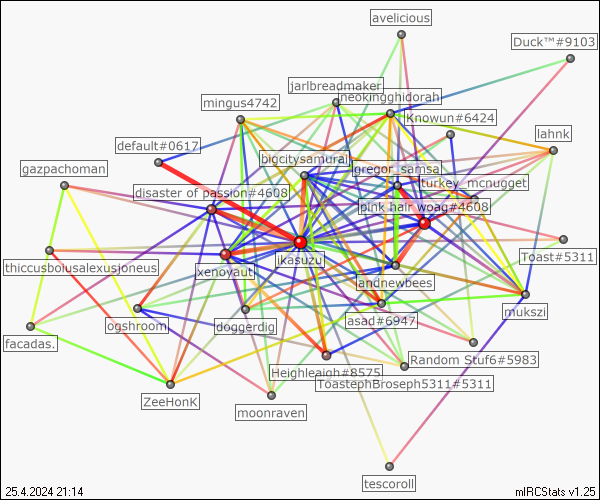 avelicious
Duck™#9103
jarlbreadmaker
neokingghidorah
mingus4742
Knowun#6424
lahnk
default#0617
bigcitysamurai
gregor_samsa
gazpachoman
turkey_mcnugget
disaster of passion#4608
pink hair woag#4608
Toast#5311
thiccusboiusalexusjoneus
xenoyaut
jkasuzu
landnewbees
mukszi
ogshroom
doggerdig
asad#6947
facadas.
Random Stuf6#5983
Heighleaigh#8575
ToastephBroseph5311#5311
ZeeHonK
moonraven
tescoroll
25.4.2024 21:14
mIRCStats v1.25